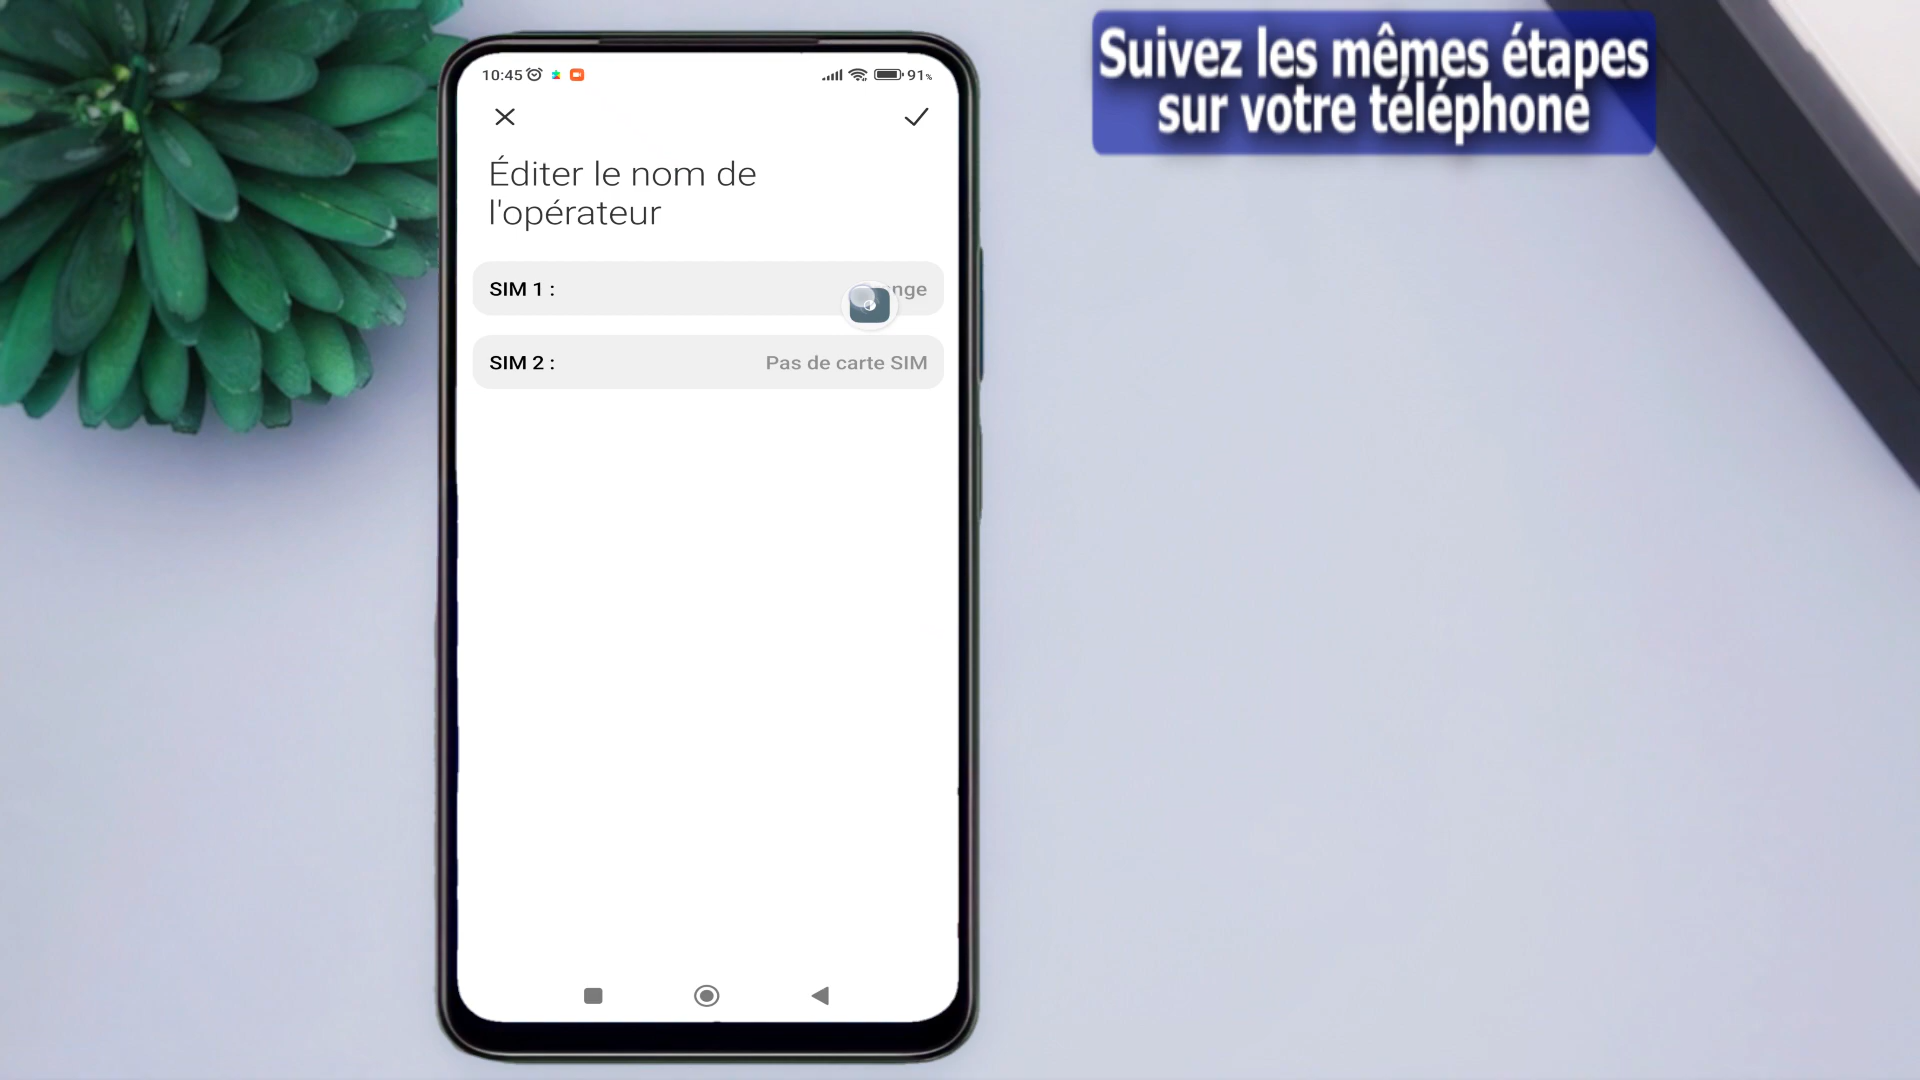 Suivez les mêmes étapes
sur votre téléphone
10:45
91%
Éditer le nom de
l'opérateur
SIM 1 :
SIM 2 :
Pas de carte SIM